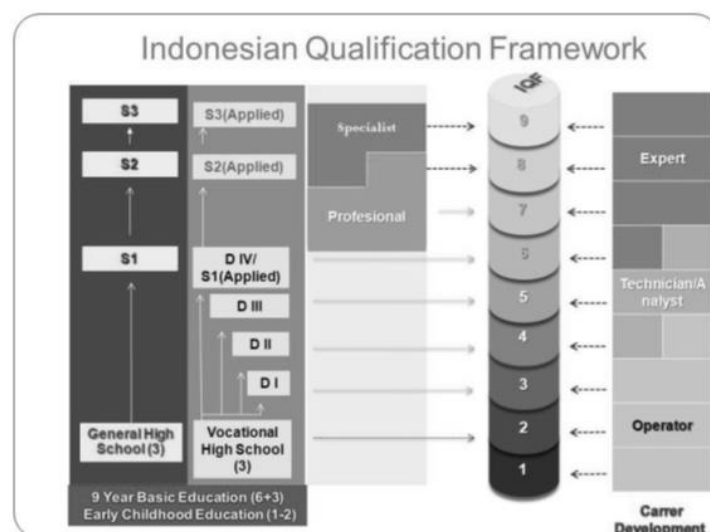 Indonesian Qualification Framework
S3
S2
S1
General High
School (3)
S3(Applied)
S2(Applied)
D IV/
S1(Applied)
D III
D II
D I
Vocational
High School
(3)
9 Year Basic Education (6+3)
Early Childhood Education (1-2)
Specialist
Profesional
IQF
9
8
7
6
5
4
3
2
1
Expert
Technician/A
nalyst
Operator
Carrer
Development